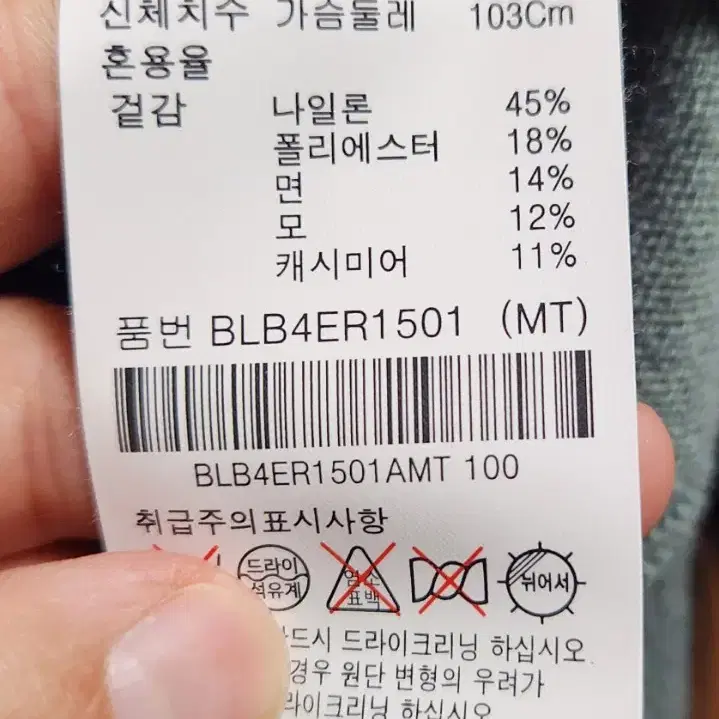 신체치수 가슴둘레 103Cm
혼용율
겉감 나일론 45%
폴리에스터 18%
면 14%
모 12%
캐시미어 11%
품번 BLB4ER1501 (MT)
BLB4ER1501AMT 100
취급주의표시사항
드라이
석유계
염소
표백
뉘어서
드시 드라이크리닝 하십시오.
경우 원단 변형의 우려가
라이크리닝 하십시오